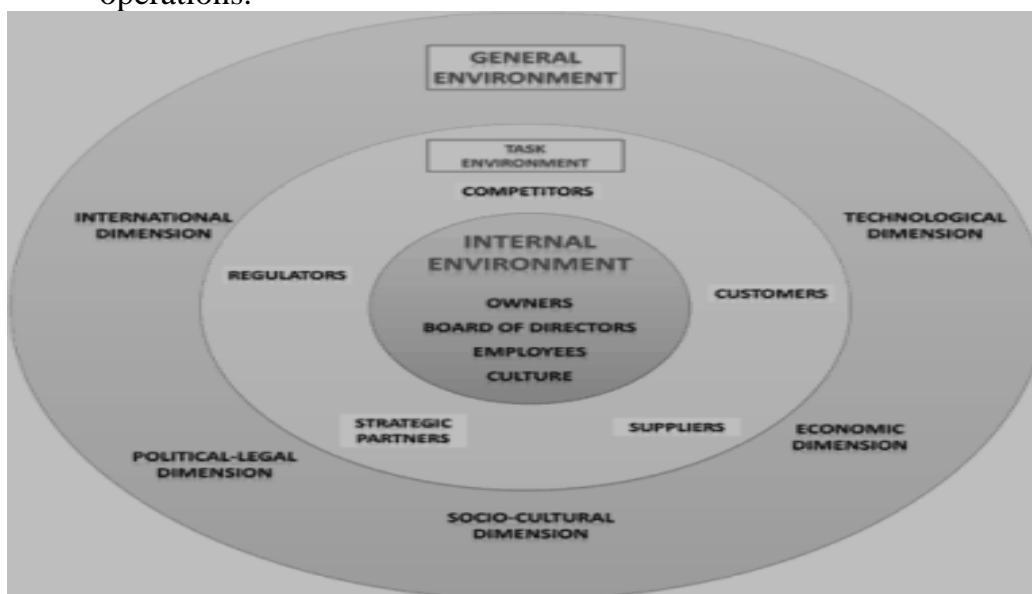 operations.
GENERAL
ENVIRONMENT
TASK
ENVIRONMENT
COMPETITORS
INTERNATIONAL
DIMENSION
TECHNOLOGICAL
DIMENSION
INTERNAL
ENVIRONMENT
REGULATORS
CUSTOMERS
OWNERS
BOARD OF DIRECTORS
EMPLOYEES
CULTURE
STRATEGIC
PARTNERS
SUPPLIERS
ECONOMIC
DIMENSION
POLITICAL-LEGAL
DIMENSION
SOCIO-CULTURAL
DIMENSION